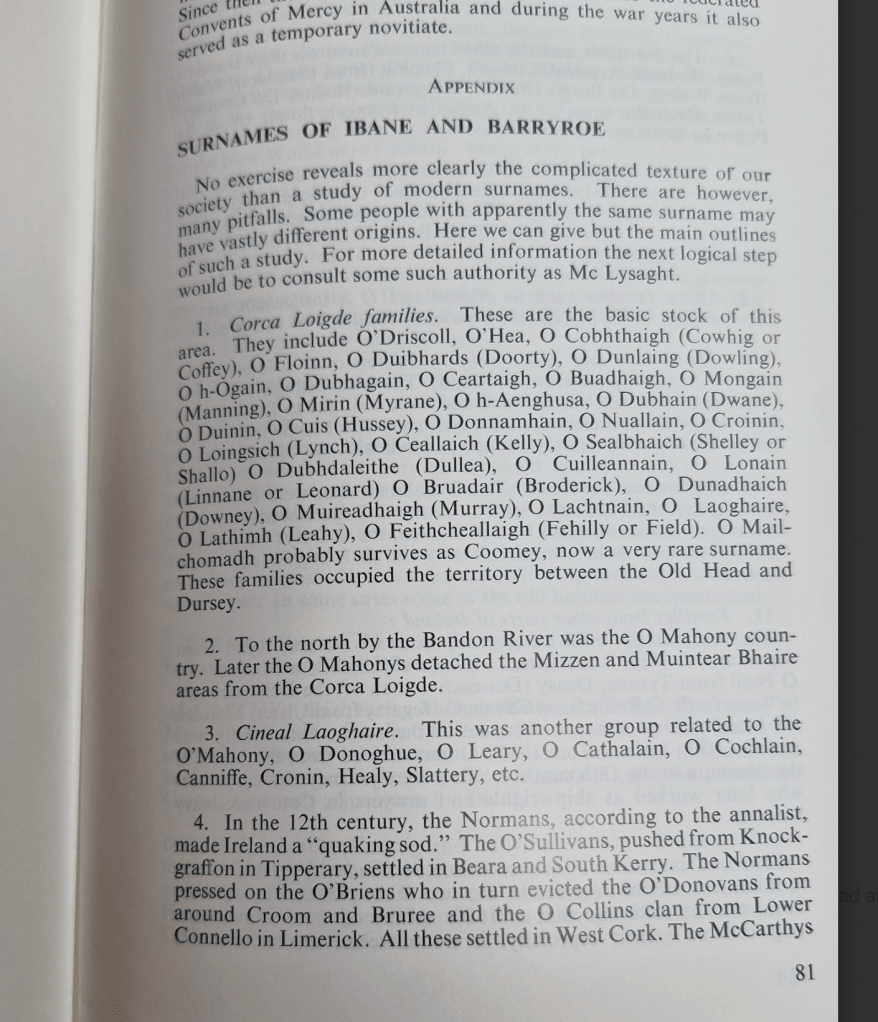 Since then
Convents of Mercy in Australia and during the war years it also
served as a temporary novitiate.
APPENDIX
SURNAMES OF IBANE AND BARRYROE
No exercise reveals more clearly the complicated texture of our
society than a study of modern surnames. There are however,
many pitfalls. Some people with apparently the same surname may
have vastly different origins. Here we can give but the main outlines
of such a study. For more detailed information the next logical step
would be to consult some such authority as Mc Lysaght.
1. Corca Loigde families. These are the basic stock of this
area. They include O'Driscoll, O'Hea, O Cobhthaigh (Cowhig or
Coffey), O Floinn, O Duibhards (Doorty), O Dunlaing (Dowling),
O h-Ogain, O Dubhagain, O Ceartaigh, O Buadhaigh, O Mongain
(Manning), O Mirin (Myrane), O h-Aenghusa, O Dubhain (Dwane),
O Duinin, O Cuis (Hussey), O Donnamhain, O Nuallain, O Croinin,
O Loingsich (Lynch), O Ceallaich (Kelly), O Sealbhaich (Shelley or
Shallo) O Dubhdaleithe (Dullea), O Cuilleannain, O Lonain
(Linnane or Leonard) O Bruadair (Broderick), O Dunadhaich
(Downey), O Muireadhaigh (Murray), O Lachtnain, O Laoghaire,
O Lathimh (Leahy), O Feithcheallaigh (Fehilly or Field). O Mail-
chomadh probably survives as Coomey, now a very rare surname.
These families occupied the territory between the Old Head and
Dursey.
2. To the north by the Bandon River was the O Mahony coun-
try. Later the O Mahonys detached the Mizzen and Muintear Bhaire
areas from the Corca Loigde.
3. Cineal Laoghaire. This was another group related to the
O'Mahony, O Donoghue, O Leary, O Cathalain, O Cochlain,
Canniffe, Cronin, Healy, Slattery, etc.
4. In the 12th century, the Normans, according to the annalist,
made Ireland a “quaking sod.” The O'Sullivans, pushed from Knock-
graffon in Tipperary, settled in Beara and South Kerry. The Normans
pressed on the O'Briens who in turn evicted the O'Donovans from
around Croom and Bruree and the O Collins clan from Lower
Connello in Limerick. All these settled in West Cork. The McCarthys
81